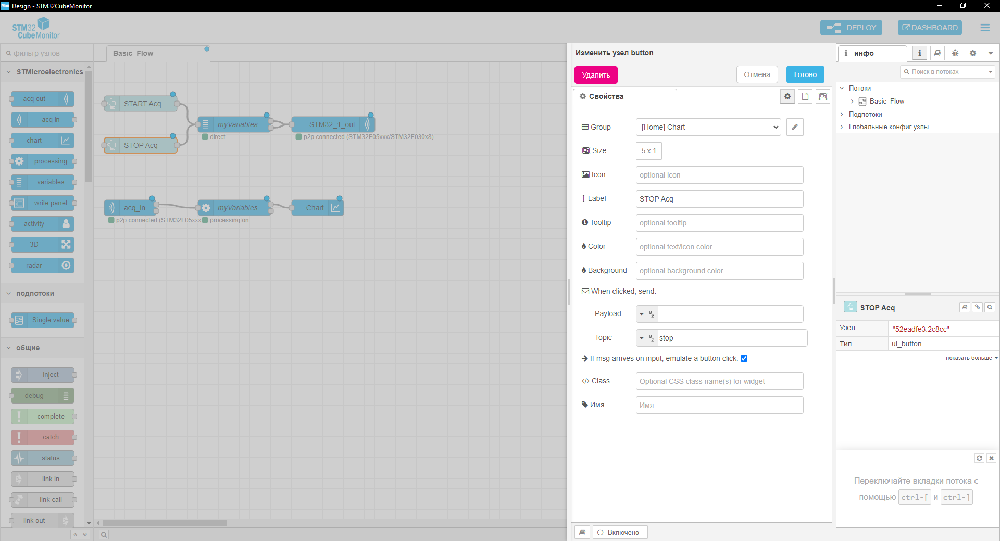 Mon Design - STM32CubeMonitor
STM32
CubeMonitor
DEPLOY
DASHBOARD
фильтр узлов
STMicroelectronics
acq out
acq in
chart
processing
variables
write panel
activity
3D
radar
подпотоки
Single value
общие
inject
debug
complete
catch
status
link in
link call
link out
Basic_Flow
START Acq
STOP Acq
myVariables
direct
STM32_1_out
p2p connected (STM32F05xxx/STM32F030x8)
acq_in
p2p connected (STM32F05xxx
myVariables
processing on
Chart
Изменить узел button
Удалить
Отмена
Готово
Свойства
Group
[Home] Chart
Size
5 x 1
Icon
optional icon
Label
STOP Acq
Tooltip
optional tooltip
Color
optional text/icon color
Background
optional background color
When clicked, send:
Payload
a
z
Topic
a
z
stop
If msg arrives on input, emulate a button click:
</> Class
Optional CSS class name(s) for widget
Имя
Имя
Включено
i инфо
i
Поиск в потоках
Потоки
Basic_Flow
Подпотоки
Глобальные конфиг узлы
STOP Acq
Узел
"52eadfe3.2c8cc"
Тип
ui_button
показать больше
Переключайте вкладки потока с
помощью ctrl-[ и ctrl-]